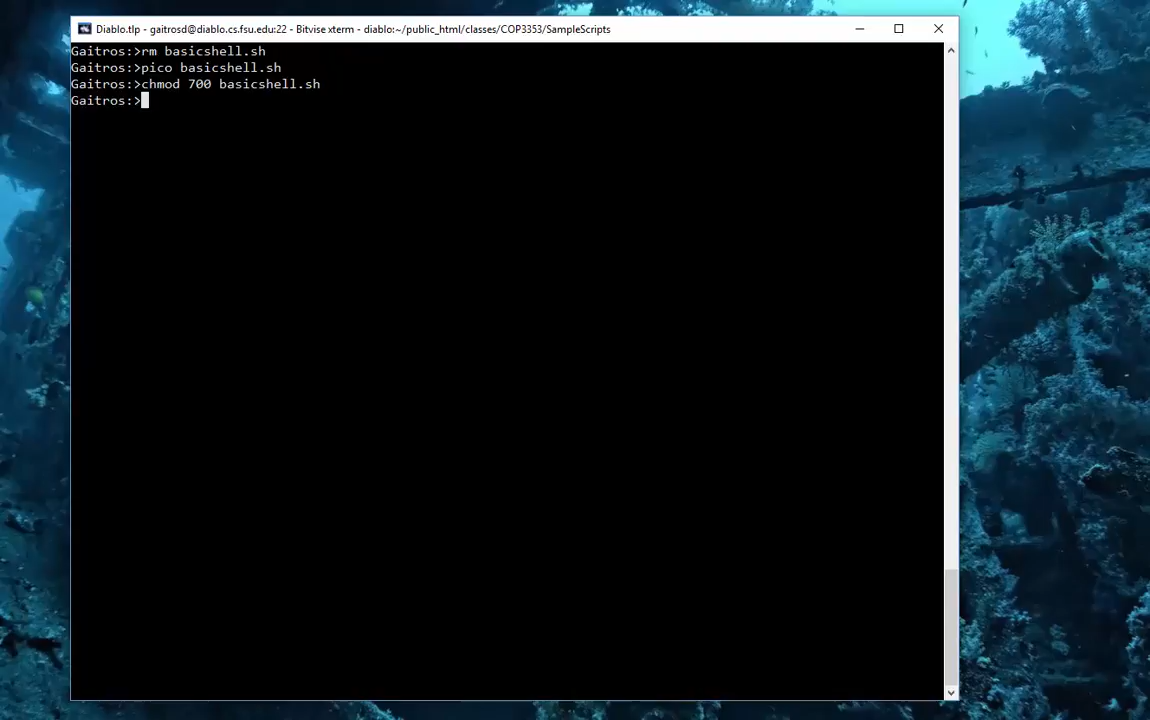 Diablo.tlp - gaitrosd@diablo.cs.fsu.edu:22 - Bitvise xterm - diablo:~/public_html/classes/COP3353/SampleScripts
Gaitros:>rm basicshell.sh
Gaitros:>pico basicshell.sh
Gaitros:>chmod 700 basicshell.sh
Gaitros:>